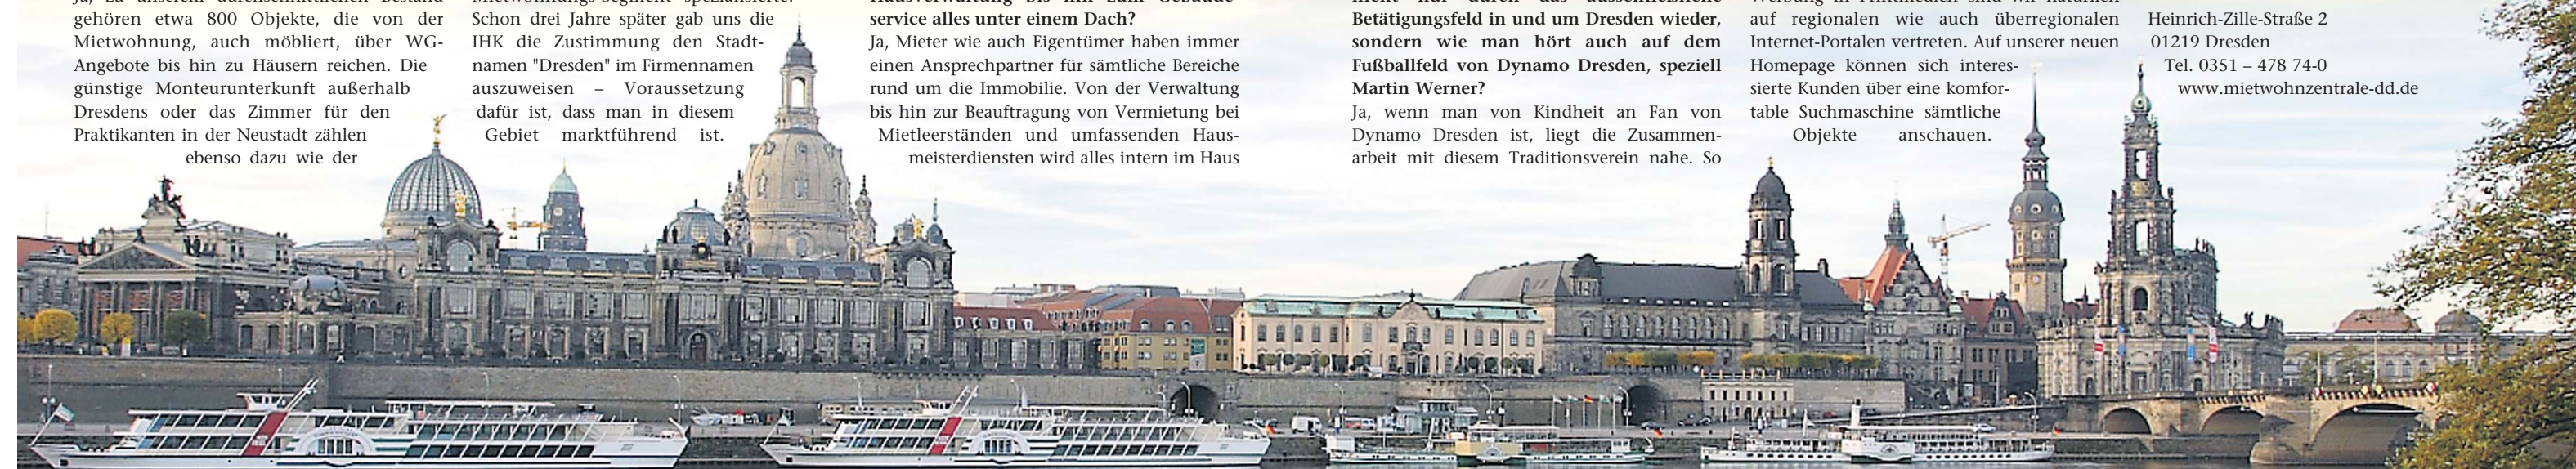 gehören etwa 800 Objekte, die von der
Mietwohnung, auch möbliert, über WG-
Angebote bis hin zu Häusern reichen. Die
günstige Monteurunterkunft außerhalb
Dresdens oder das Zimmer für den
Praktikanten in der Neustadt zählen
ebenso dazu wie der
Schon drei Jahre später gab uns die
IHK die Zustimmung den Stadt-
namen "Dresden" im Firmennamen
auszuweisen – Voraussetzung
dafür ist, dass man in diesem
Gebiet marktführend ist.
service alles unter einem Dach?
Ja, Mieter wie auch Eigentümer haben immer
einen Ansprechpartner für sämtliche Bereiche
rund um die Immobilie. Von der Verwaltung
bis hin zur Beauftragung von Vermietung bei
Mietleerständen und umfassenden Haus-
meisterdiensten wird alles intern im Haus
Betätigungsfeld in und um Dresden wieder,
sondern wie man hört auch auf dem
Fußballfeld von Dynamo Dresden, speziell
Martin Werner?
Ja, wenn man von Kindheit an Fan von
Dynamo Dresden ist, liegt die Zusammen-
arbeit mit diesem Traditionsverein nahe. So
auf regionalen wie auch überregionalen
Internet-Portalen vertreten. Auf unserer neuen
Homepage können sich interes-
sierte Kunden über eine komfor-
table Suchmaschine sämtliche
Objekte anschauen.
Heinrich-Zille-Straße 2
01219 Dresden
Tel. 0351 – 478 74-0
www.mietwohnzentrale-dd.de